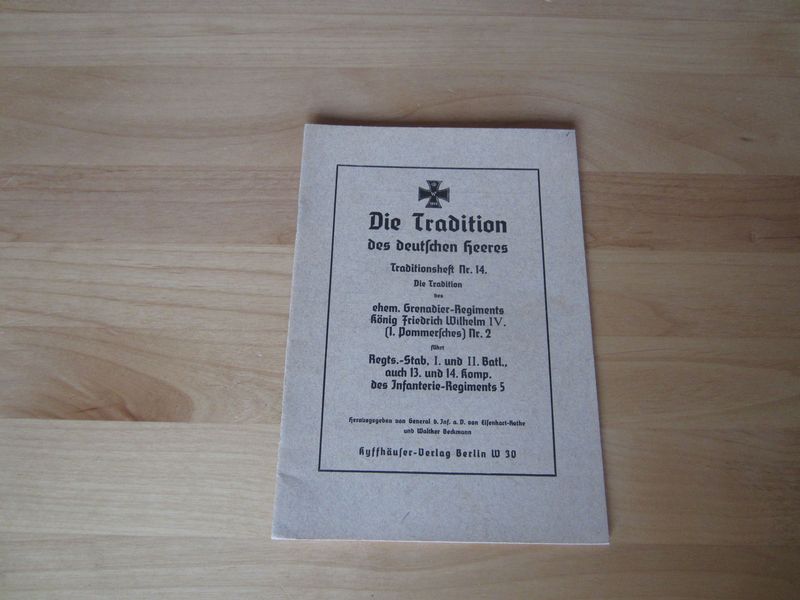 Die Tradition
des deutſchen Heeres
Traditionsheft Nr. 14.
Die Tradition
des
ehem. Grenadier-Regiments
König Friedrich Wilhelm IV.
(1. Pommerſches) Nr. 2
führt
Regts.-Stab, I. und II. Batl.,
auch 13. und 14. Komp.
des Infanterie-Regiments 5
Herausgegeben von General d. Inf. a. D. von Eiſenhart-Rothe
und Walther Beckmann
Kyffhäuſer-Verlag Berlin W 30